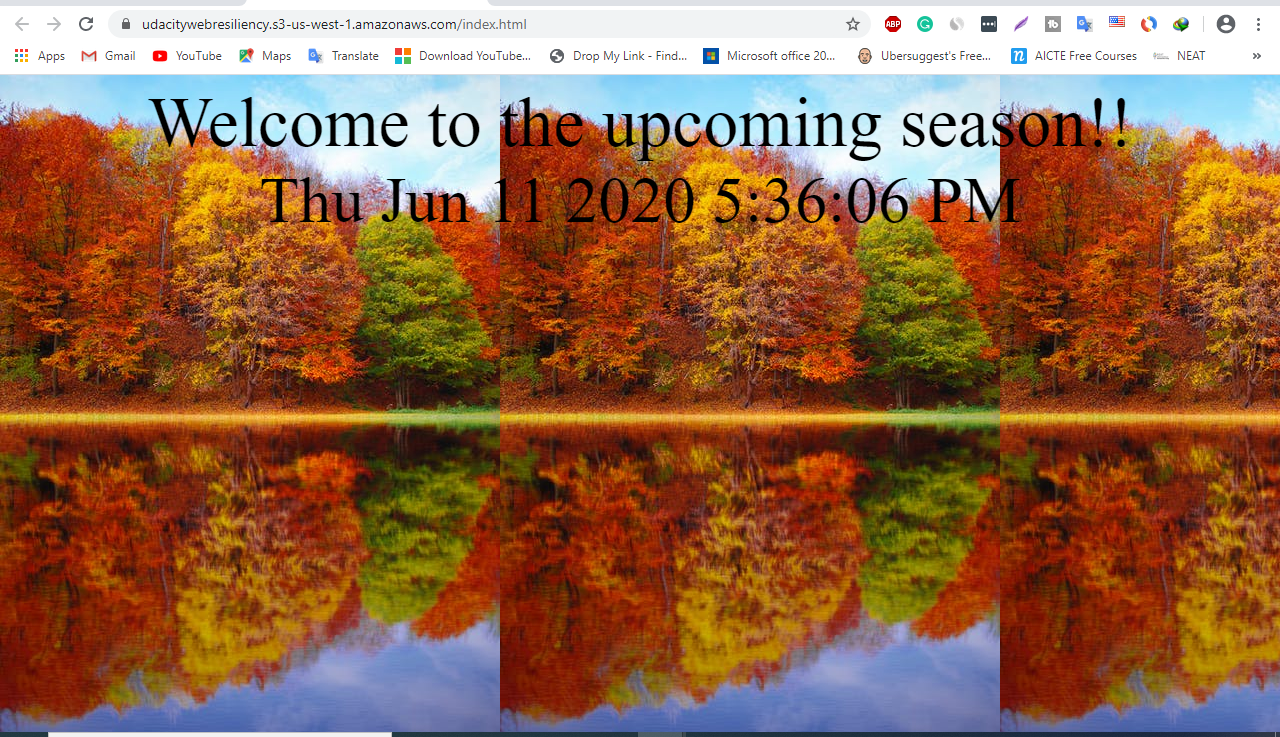 udacitywebresiliency.s3-us-west-1.amazonaws.com/index.html
ABP
Apps Gmail YouTube Maps Translate Download YouTube... Drop My Link - Find... Microsoft office 20... Ubersuggest's Free... AICTE Free Courses NEAT »
Welcome to the upcoming season!!
Thu Jun 11 2020 5:36:06 PM